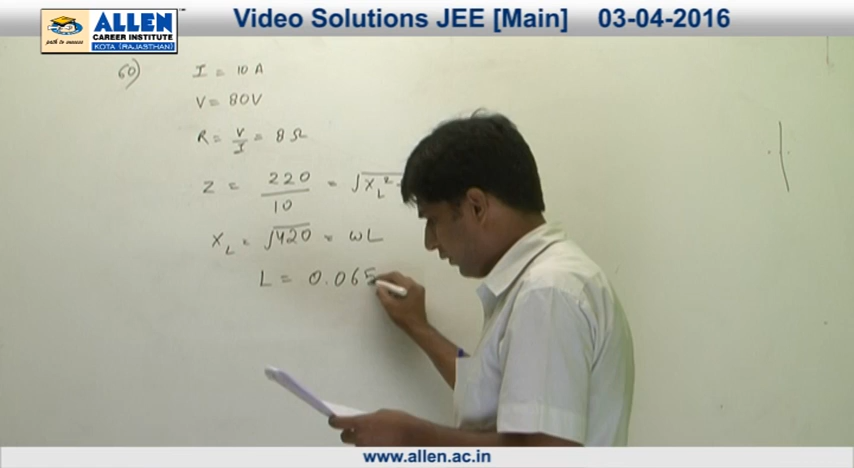 Video Solutions JEE [Main] 03-04-2016
path to success
ALLEN
CAREER INSTITUTE
KOTA (RAJASTHAN)
60)
I = 10 A
V = 80V
R = V/I = 8 Ω
Z = 220/10 = √X_L²
X_L = √420 = ωL
L = 0.065
www.allen.ac.in